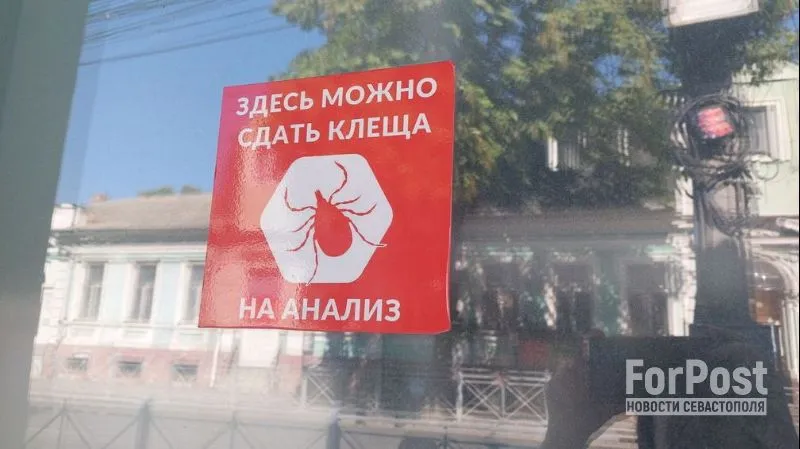 ЗДЕСЬ МОЖНО
СДАТЬ КЛЕЩА
НА АНАЛИЗ
ForPost
НОВОСТИ СЕВАСТОПОЛЯ